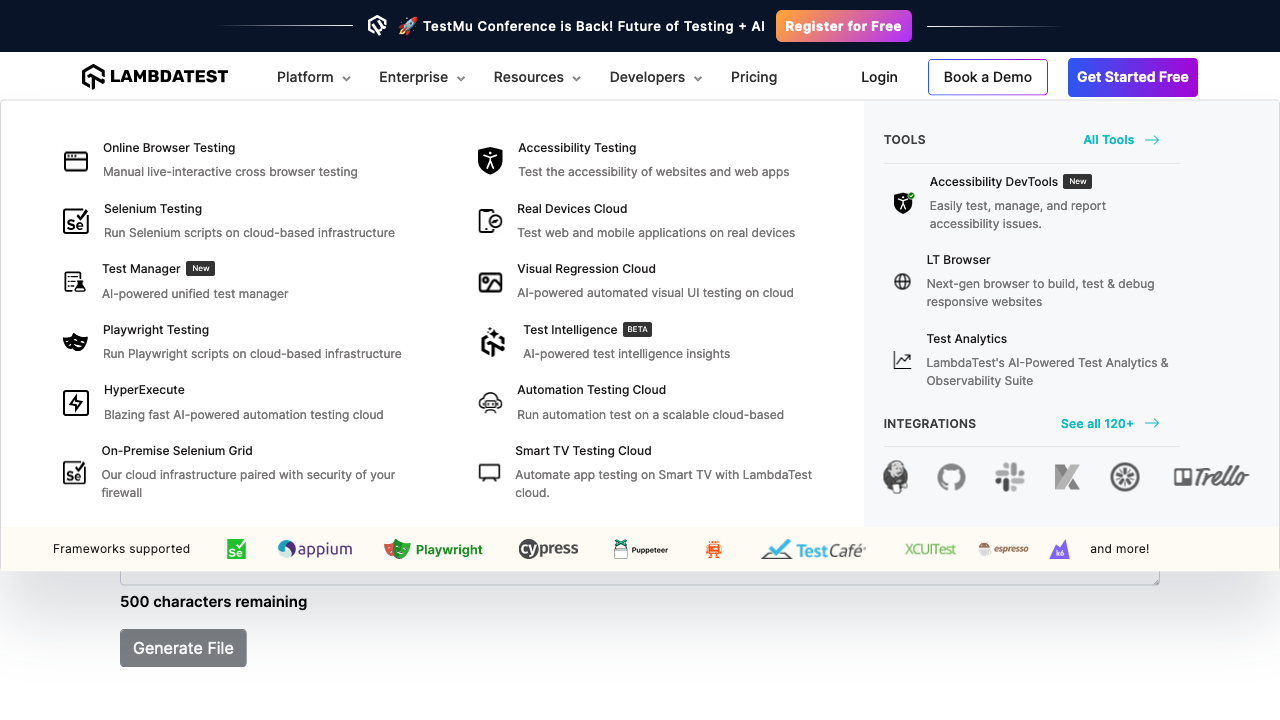 🚀 TestMu Conference is Back! Future of Testing + AI
Register for Free
LAMBDATEST
Platform
Enterprise
Resources
Developers
Pricing
Login
Book a Demo
Get Started Free
Online Browser Testing
Manual live-interactive cross browser testing
Selenium Testing
Run Selenium scripts on cloud-based infrastructure
Test Manager New
AI-powered unified test manager
Playwright Testing
Run Playwright scripts on cloud-based infrastructure
HyperExecute
Blazing fast AI-powered automation testing cloud
On-Premise Selenium Grid
Our cloud infrastructure paired with security of your
firewall
Accessibility Testing
Test the accessibility of websites and web apps
Real Devices Cloud
Test web and mobile applications on real devices
Visual Regression Cloud
AI-powered automated visual UI testing on cloud
Test Intelligence BETA
AI-powered test intelligence insights
Automation Testing Cloud
Run automation test on a scalable cloud-based
Smart TV Testing Cloud
Automate app testing on Smart TV with LambdaTest
cloud.
TOOLS
All Tools
Accessibility DevTools New
Easily test, manage, and report
accessibility issues.
LT Browser
Next-gen browser to build, test & debug
responsive websites
Test Analytics
LambdaTest's AI-Powered Test Analytics &
Observability Suite
INTEGRATIONS
See all 120+
Trello
Frameworks supported
Se
appium
Playwright
cypress
Puppeteer
TestCafé
XCUITest
espresso
k6
and more!
500 characters remaining
Generate File